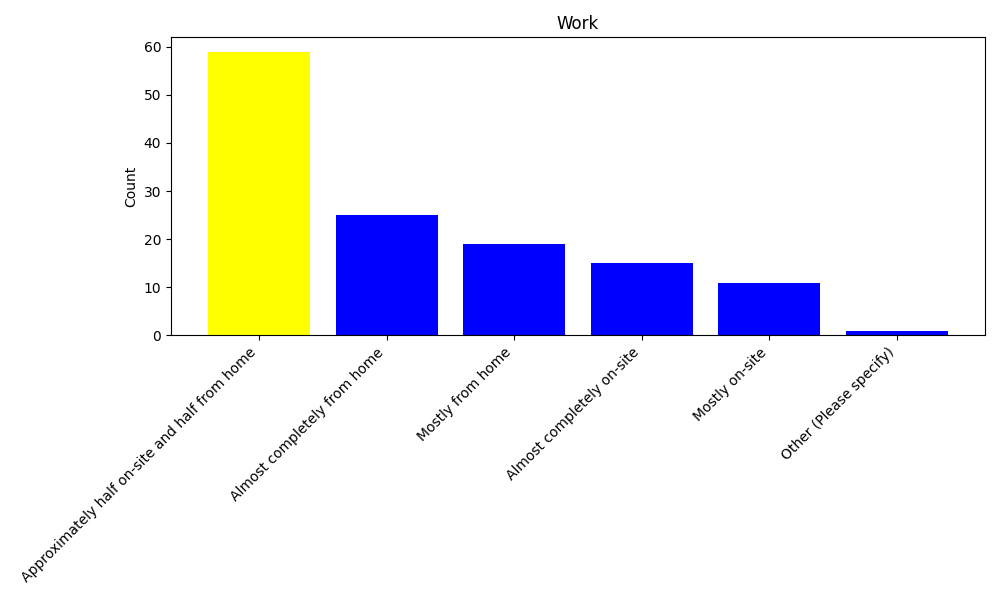 Work
Count
60
50
40
30
20
10
0
Approximately half on-site and half from home
Almost completely from home
Mostly from home
Almost completely on-site
Mostly on-site
Other (Please specify)